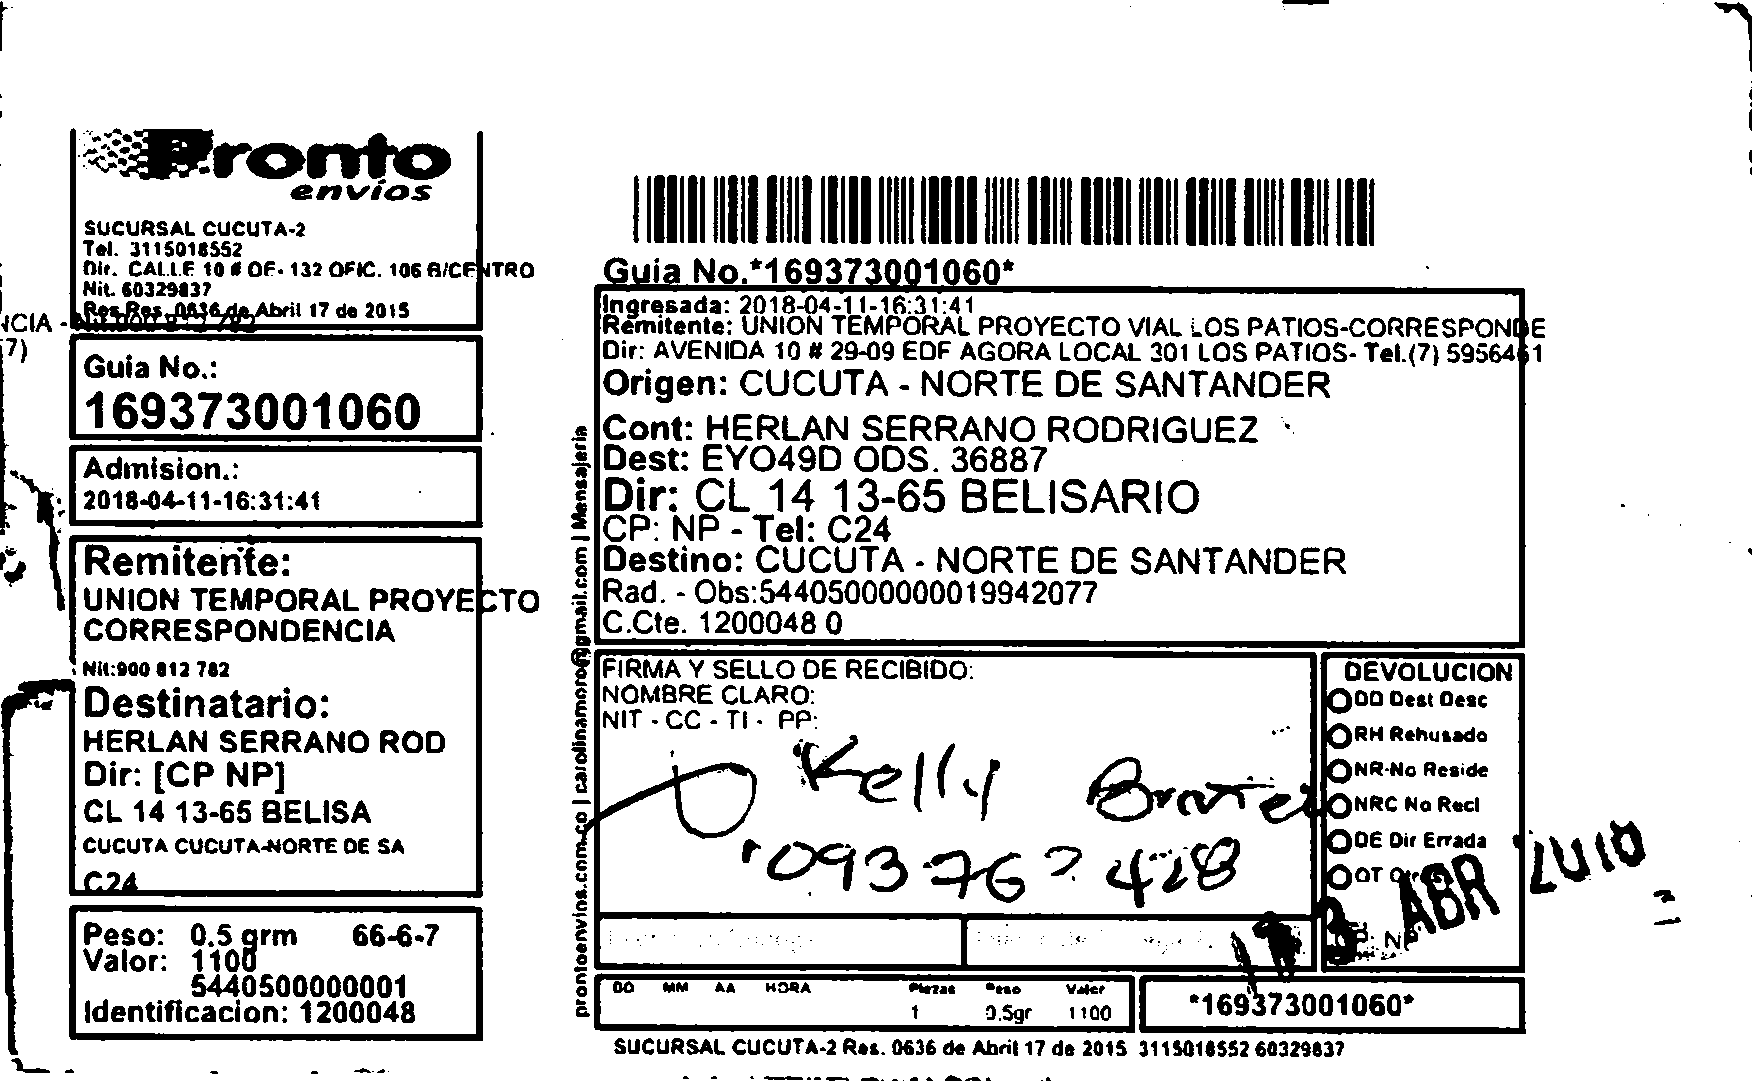 Pronto
envíos
SUCURSAL CUCUTA-2
Tel. 3115018552
Dir. CALLE 10 # OE- 132 OFIC. 106 B/CENTRO
Nit. 60329837
Res Res. 0636 de Abril 17 de 2015
NCIA -
7)
Guia No.:
169373001060
Admision.:
2018-04-11-16:31:41
Remitente:
UNION TEMPORAL PROYECTO
CORRESPONDENCIA
Nit:900 812 782
Destinatario:
HERLAN SERRANO ROD
Dir: [CP NP]
CL 14 13-65 BELISA
CUCUTA CUCUTA-NORTE DE SA
C24
Peso: 0.5 grm 66-6-7
Valor: 1100
5440500000001
Identificacion: 1200048
prontoenvios.com.co | carolinamoro@gmail.com | Mensajeria
Guia No.*169373001060*
Ingresada: 2018-04-11-16:31:41
Remitente: UNION TEMPORAL PROYECTO VIAL LOS PATIOS-CORRESPONDE
Dir: AVENIDA 10 # 29-09 EDF AGORA LOCAL 301 LOS PATIOS- Tel.(7) 5956461
Origen: CUCUTA - NORTE DE SANTANDER
Cont: HERLAN SERRANO RODRIGUEZ
Dest: EYO49D ODS. 36887
Dir: CL 14 13-65 BELISARIO
CP: NP - Tel: C24
Destino: CUCUTA - NORTE DE SANTANDER
Rad. - Obs:54405000000019942077
C.Cte. 1200048 0
FIRMA Y SELLO DE RECIBIDO:
NOMBRE CLARO:
NIT - CC - TI - PP:
Kelly
DEVOLUCION
DD Dest Desc
RH Rehusado
NR-No Reside
NRC No Recl
DE Dir Errada
OT
ABR
DD MM AA HORA Piezas Peso Valor
1 0.5gr 1100
*169373001060*
SUCURSAL CUCUTA-2 Res. 0636 de Abril 17 de 2015 3115018552 60329837